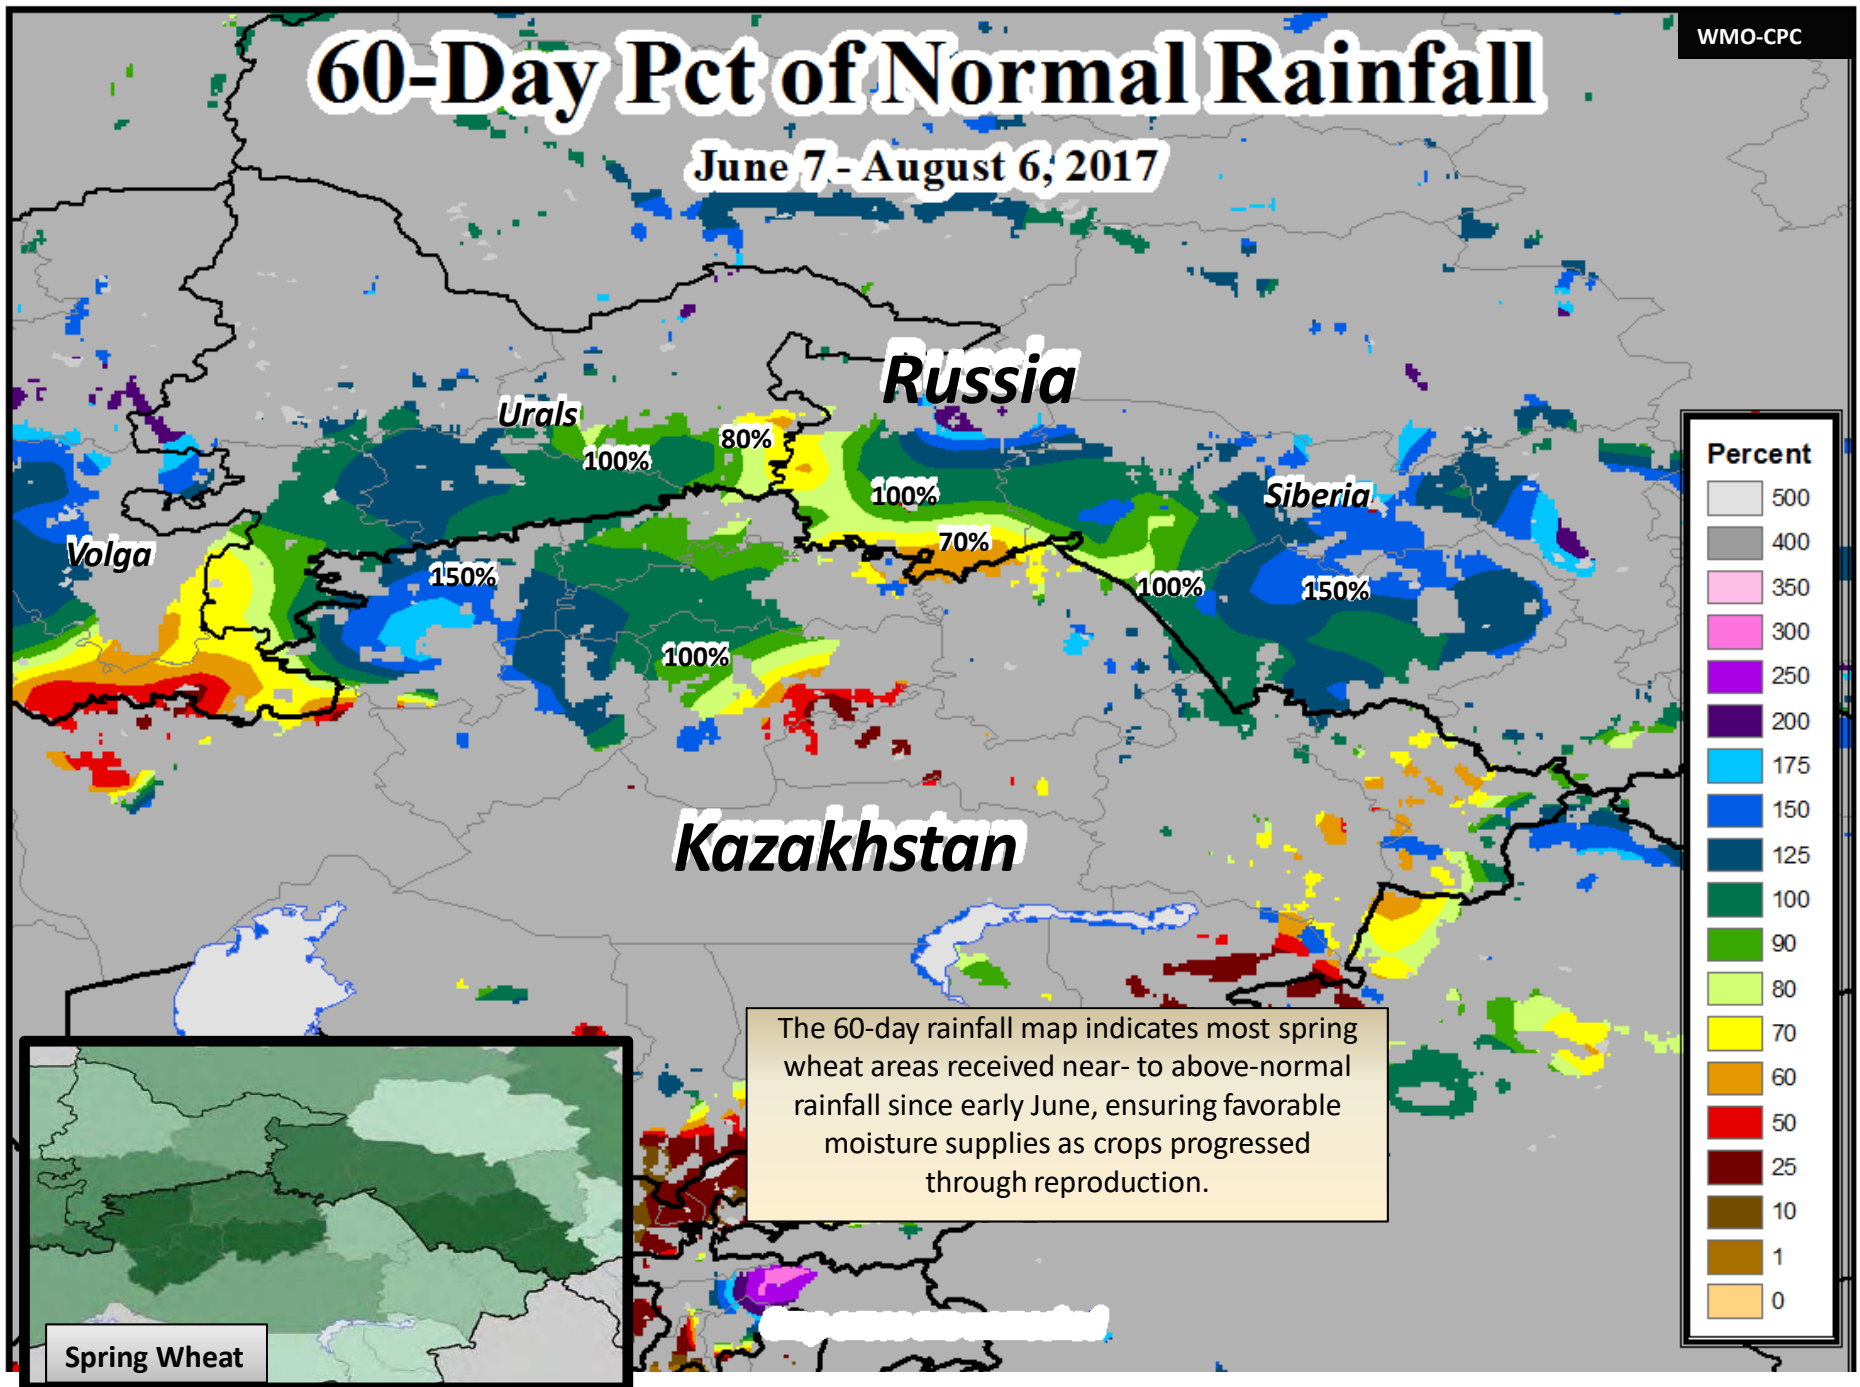 WMO-CPC
60-Day Pct of Normal Rainfall
June 7 - August 6, 2017
Russia
Urals
80%
100%
100%
Siberia
Volga
70%
150%
100%
150%
100%
Kazakhstan
Percent
500
400
350
300
250
200
175
150
125
100
90
80
70
60
50
25
10
1
0
The 60-day rainfall map indicates most spring
wheat areas received near- to above-normal
rainfall since early June, ensuring favorable
moisture supplies as crops progressed
through reproduction.
Spring Wheat